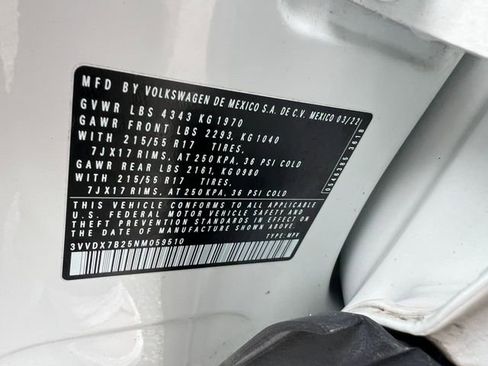 MFD BY VOLKSWAGEN DE MEXICO S.A. DE C.V. MEXICO 03/22
GVWR LBS 4343 KG 1970
GAWR FRONT LBS 2293, KG 1040
WITH 215/55 R17 TIRES,
7JX17 RIMS, AT 250 KPA, 36 PSI COLD
GAWR REAR LBS 2161, KG 0980
WITH 215/55 R17 TIRES,
7JX17 RIMS, AT 250 KPA, 36 PSI COLD
THIS VEHICLE CONFORMS TO ALL APPLICABLE
U.S. FEDERAL MOTOR VEHICLE SAFETY AND
THEFT PREVENTION STANDARDS IN EFFECT ON THE
DATE OF MANUFACTURE SHOWN ABOVE.
3VVDX7B25NM059510 TYPE: MPV